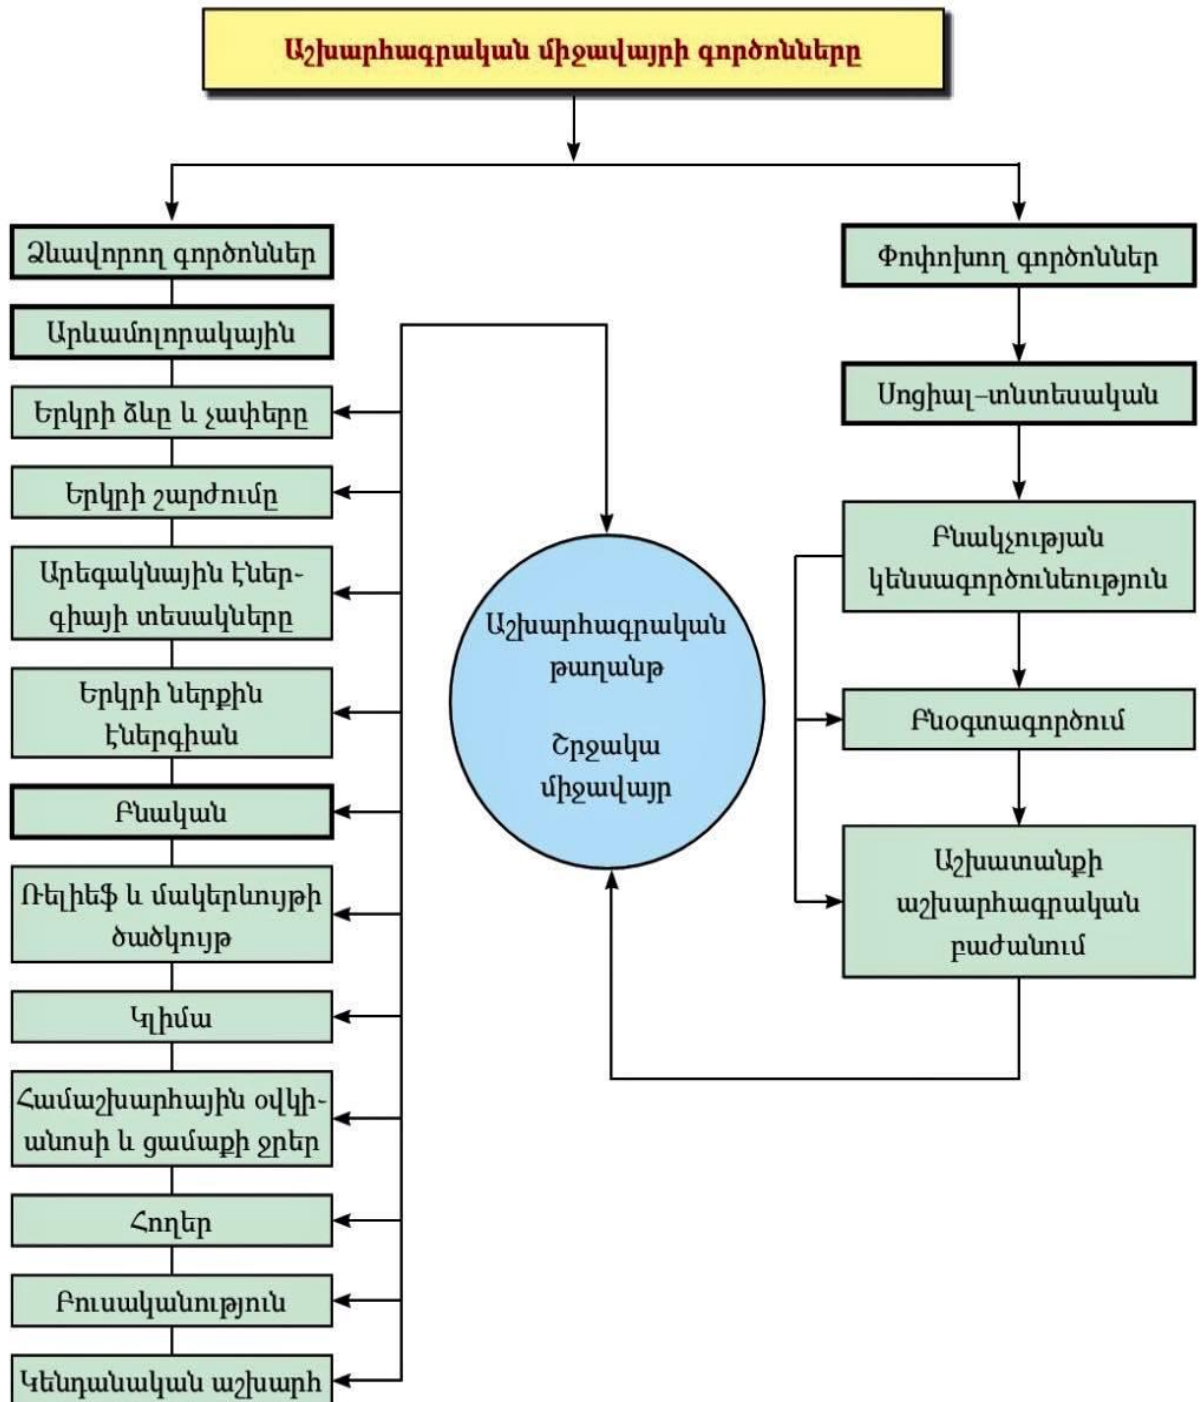 Աշխարհագրական միջավայրի գործոնները
Ձևավորող գործոններ
Արևամոլորակային
Երկրի ձևը և չափերը
Երկրի շարժումը
Արեգակնային էներ-
գիայի տեսակները
Երկրի ներքին
էներգիան
Բնական
Ռելիեֆ և մակերևույթի
ծածկույթ
Կլիմա
Համաշխարհային օվկի-
անոսի և ցամաքի ջրեր
Հողեր
Բուսականություն
Կենդանական աշխարհ
Աշխարհագրական
թաղանթ
Շրջակա
միջավայր
Փոփոխող գործոններ
Սոցիալ–տնտեսական
Բնակչության
կենսագործունեություն
Բնօգտագործում
Աշխատանքի
աշխարհագրական
բաժանում